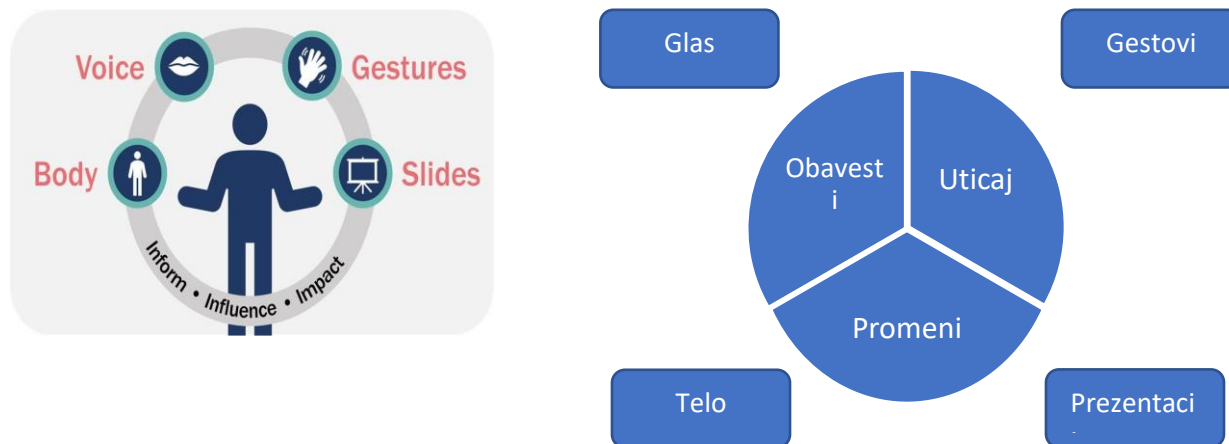 Voice
Gestures
Body
Slides
Inform • Influence • Impact
Glas
Gestovi
Obavest
i
Uticaj
Promeni
Telo
Prezentaci